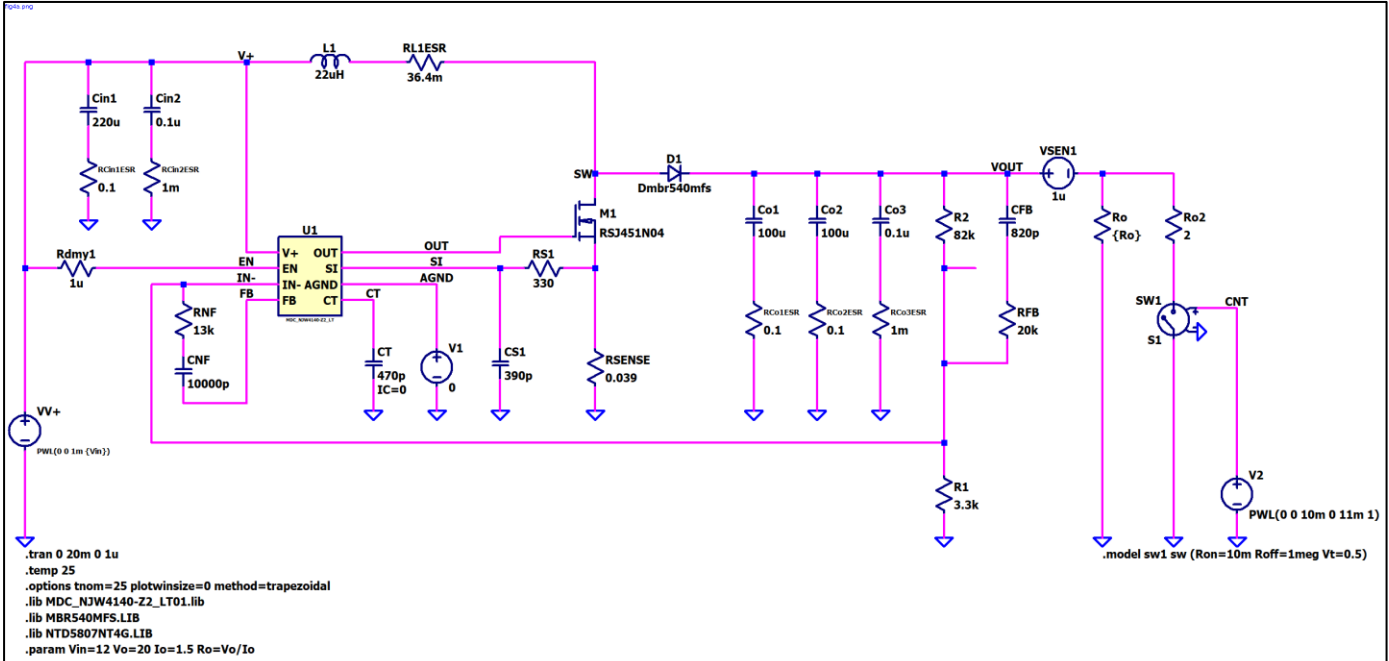 fig4a.png
V+
L1
22uH
RL1ESR
36.4m
Cin1
220u
Cin2
0.1u
RCin1ESR
0.1
RCin2ESR
1m
SW
D1
Dmbr540mfs
VOUT
VSEN1
1u
M1
RSJ451N04
Co1
100u
Co2
100u
Co3
0.1u
R2
82k
CFB
820p
Ro
{Ro}
Ro2
2
U1
V+
EN
IN-
FB
OUT
SI
AGND
CT
MDC_NJW4140-Z2_LT
Rdmy1
1u
EN
IN-
FB
OUT
SI
AGND
CT
RS1
330
RNF
13k
CNF
10000p
CT
470p
IC=0
V1
0
CS1
390p
RSENSE
0.039
RCo1ESR
0.1
RCo2ESR
0.1
RCo3ESR
1m
RFB
20k
SW1
CNT
S1
VV+
PWL(0 0 1m {Vin})
R1
3.3k
V2
PWL(0 0 10m 0 11m 1)
.model sw1 sw (Ron=10m Roff=1meg Vt=0.5)
.tran 0 20m 0 1u
.temp 25
.options tnom=25 plotwinsize=0 method=trapezoidal
.lib MDC_NJW4140-Z2_LT01.lib
.lib MBR540MFS.LIB
.lib NTD5807NT4G.LIB
.param Vin=12 Vo=20 Io=1.5 Ro=Vo/Io